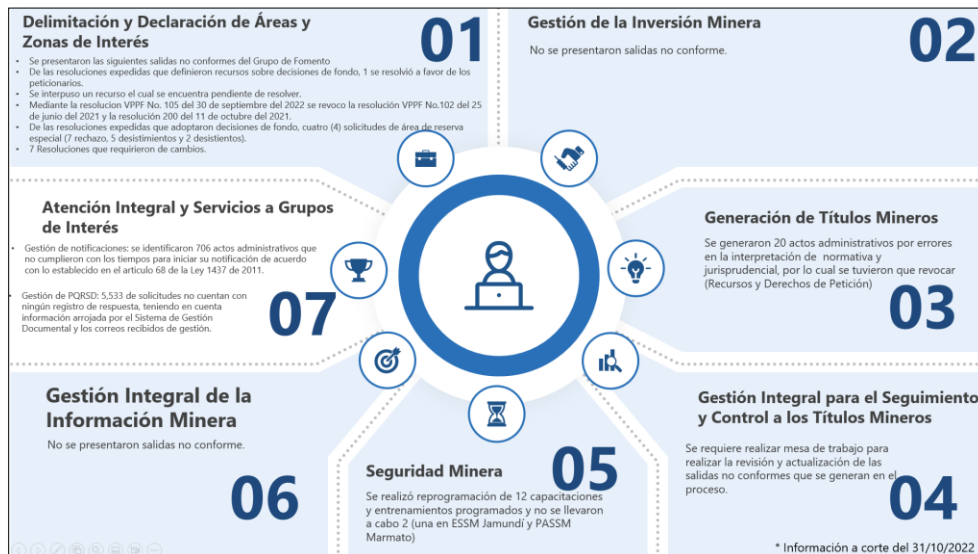 Delimitación y Declaración de Áreas y
Zonas de Interés
01
• Se presentaron las siguientes salidas no conformes del Grupo de Fomento
• De las resoluciones expedidas que definieron recursos sobre decisiones de fondo, 1 se resolvió a favor de los
peticionarios.
• Se interpuso un recurso el cual se encuentra pendiente de resolver.
• Mediante la resolucion VPPF No. 105 del 30 de septiembre del 2022 se revoco la resolución VPPF No.102 del 25
de junio del 2021 y la resolución 200 del 11 de octubre del 2021.
• De las resoluciones expedidas que adoptaron decisiones de fondo, cuatro (4) solicitudes de área de reserva
especial (7 rechazo, 5 desistimientos y 2 desistientos).
• 7 Resoluciones que requirieron de cambios.
Gestión de la Inversión Minera
02
No se presentaron salidas no conforme.
Generación de Títulos Mineros
Se generaron 20 actos administrativos por errores
en la interpretación de normativa y
jurisprudencial, por lo cual se tuvieron que revocar
(Recursos y Derechos de Petición)
03
Gestión Integral para el Seguimiento
y Control a los Títulos Mineros
Se requiere realizar mesa de trabajo para
realizar la revisión y actualización de las
salidas no conformes que se generan en el
proceso.
04
Seguridad Minera
05
Se realizó reprogramación de 12 capacitaciones
y entrenamientos programados y no se llevaron
a cabo 2 (una en ESSM Jamundí y PASSM
Marmato)
Gestión Integral de la
Información Minera
No se presentaron salidas no conforme.
06
Atención Integral y Servicios a Grupos
de Interés
• Gestión de notificaciones: se identificaron 706 actos administrativos que
no cumplieron con los tiempos para iniciar su notificación de acuerdo
con lo establecido en el articulo 68 de la Ley 1437 de 2011.
• Gestión de PQRSD: 5,533 de solicitudes no cuentan con
ningún registro de respuesta, teniendo en cuenta
información arrojada por el Sistema de Gestión
Documental y los correos recibidos de gestión.
07
* Información a corte del 31/10/2022